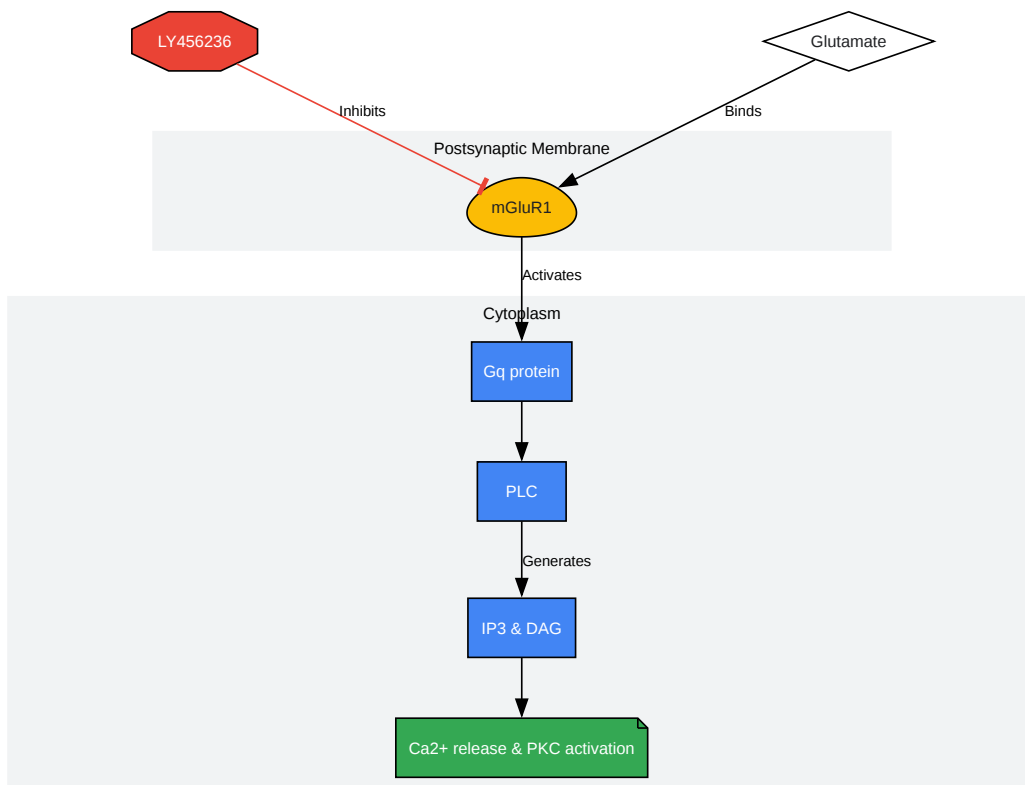 LY456236
Glutamate
Inhibits
Binds
Postsynaptic Membrane
mGluR1
Activates
Cytoplasm
Gq protein
PLC
Generates
IP3 & DAG
Ca2+ release & PKC activation